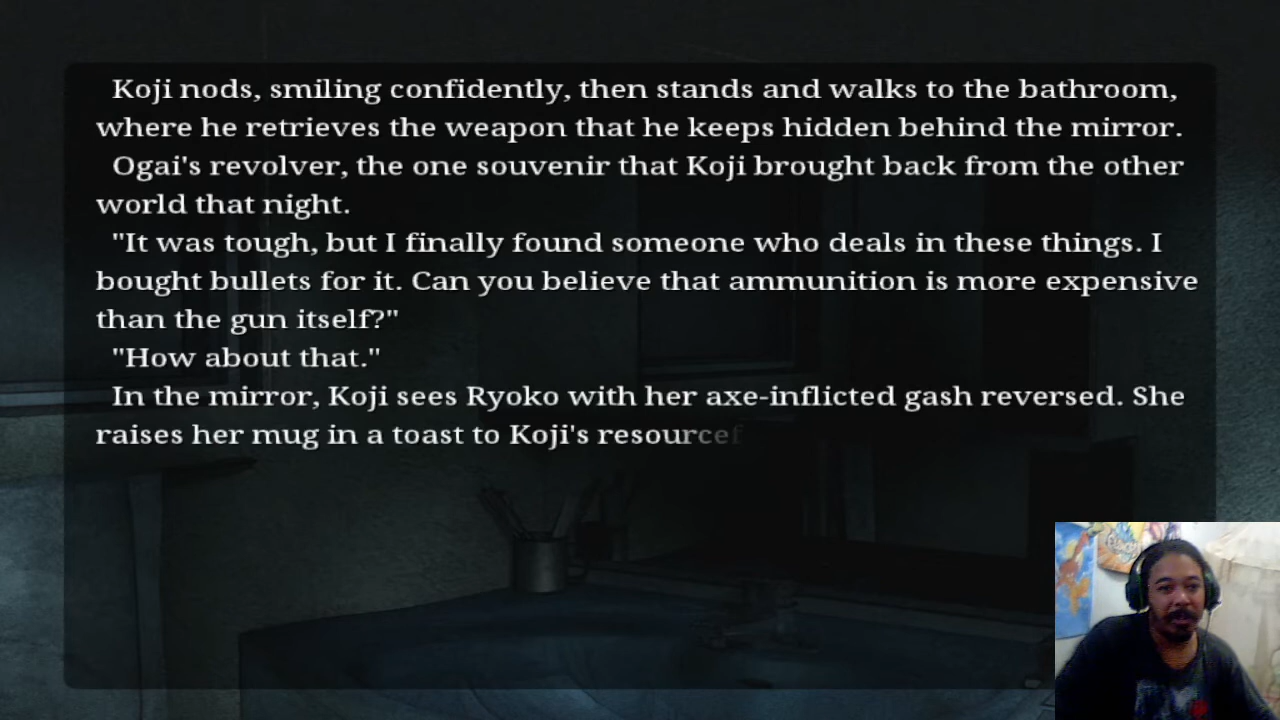 Koji nods, smiling confidently, then stands and walks to the bathroom,
where he retrieves the weapon that he keeps hidden behind the mirror.
Ogai's revolver, the one souvenir that Koji brought back from the other
world that night.
"It was tough, but I finally found someone who deals in these things. I
bought bullets for it. Can you believe that ammunition is more expensive
than the gun itself?"
"How about that."
In the mirror, Koji sees Ryoko with her axe-inflicted gash reversed. She
raises her mug in a toast to Koji's resourcef